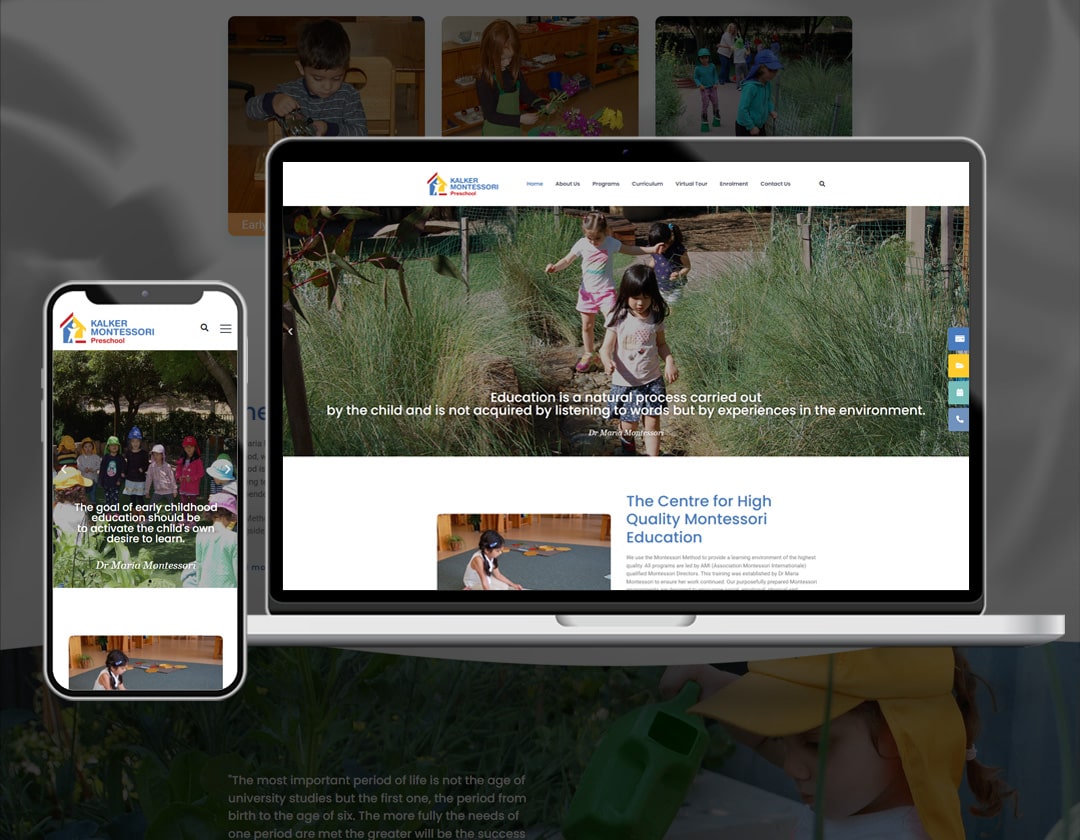 Early
KALKER
MONTESSORI
Preschool
Home
About Us
Programs
Curriculum
Virtual Tour
Enrolment
Contact Us
Education is a natural process carried out
by the child and is not acquired by listening to words but by experiences in the environment.
Dr Maria Montessori
The Centre for High
Quality Montessori
Education
We use the Montessori Method to provide a learning environment of the highest
quality. All programs are led by AMI (Association Montessori Internationale)
qualified Montessori Directors. This training was established by Dr Maria
Montessori to ensure her work continued. Our purposefully prepared Montessori
KALKER
MONTESSORI
Preschool
The goal of early childhood
education should be
to activate the child's own
desire to learn.
Dr Maria Montessori
"The most important period of life is not the age of
university studies but the first one, the period from
birth to the age of six. The more fully the needs of
one period are met the greater will be the success